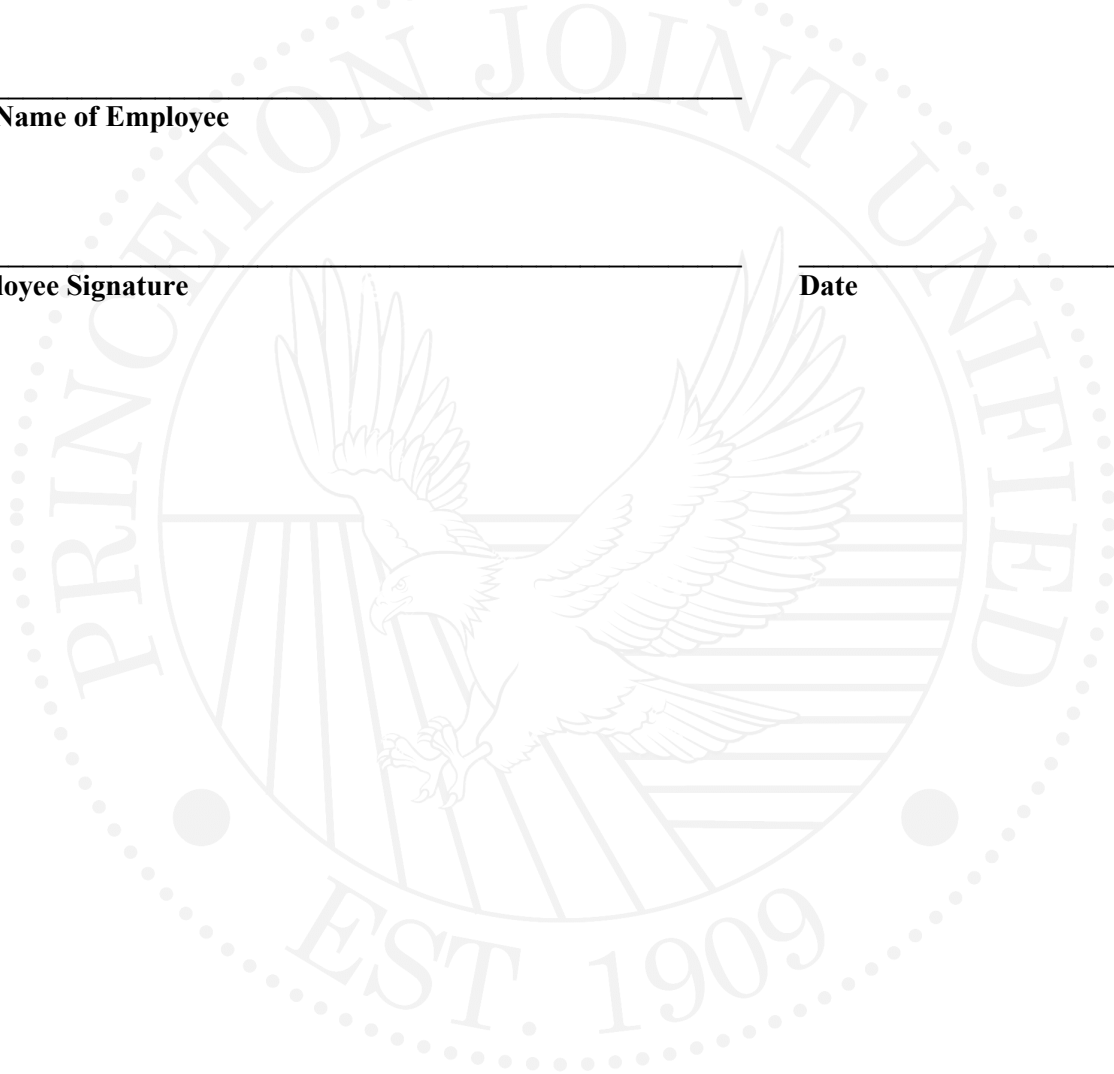 Name of Employee
loyee Signature
Date
PRINCETON JOINT UNIFIED
EST. 1909